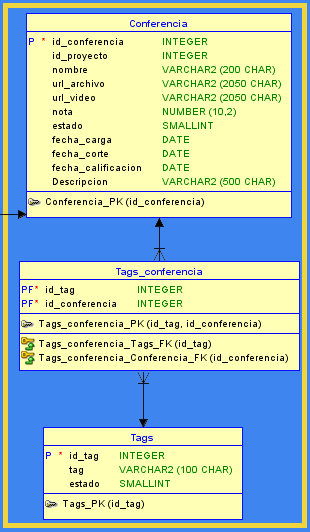 Conferencia
P * id_conferencia INTEGER
id_proyecto INTEGER
nombre VARCHAR2 (200 CHAR)
url_archivo VARCHAR2 (2050 CHAR)
url_video VARCHAR2 (2050 CHAR)
nota NUMBER (10,2)
estado SMALLINT
fecha_carga DATE
fecha_corte DATE
fecha_calificacion DATE
Descripcion VARCHAR2 (500 CHAR)
Conferencia_PK (id_conferencia)
Tags_conferencia
PF* id_tag INTEGER
PF* id_conferencia INTEGER
Tags_conferencia_PK (id_tag, id_conferencia)
Tags_conferencia_Tags_FK (id_tag)
Tags_conferencia_Conferencia_FK (id_conferencia)
Tags
P * id_tag INTEGER
tag VARCHAR2 (100 CHAR)
estado SMALLINT
Tags_PK (id_tag)